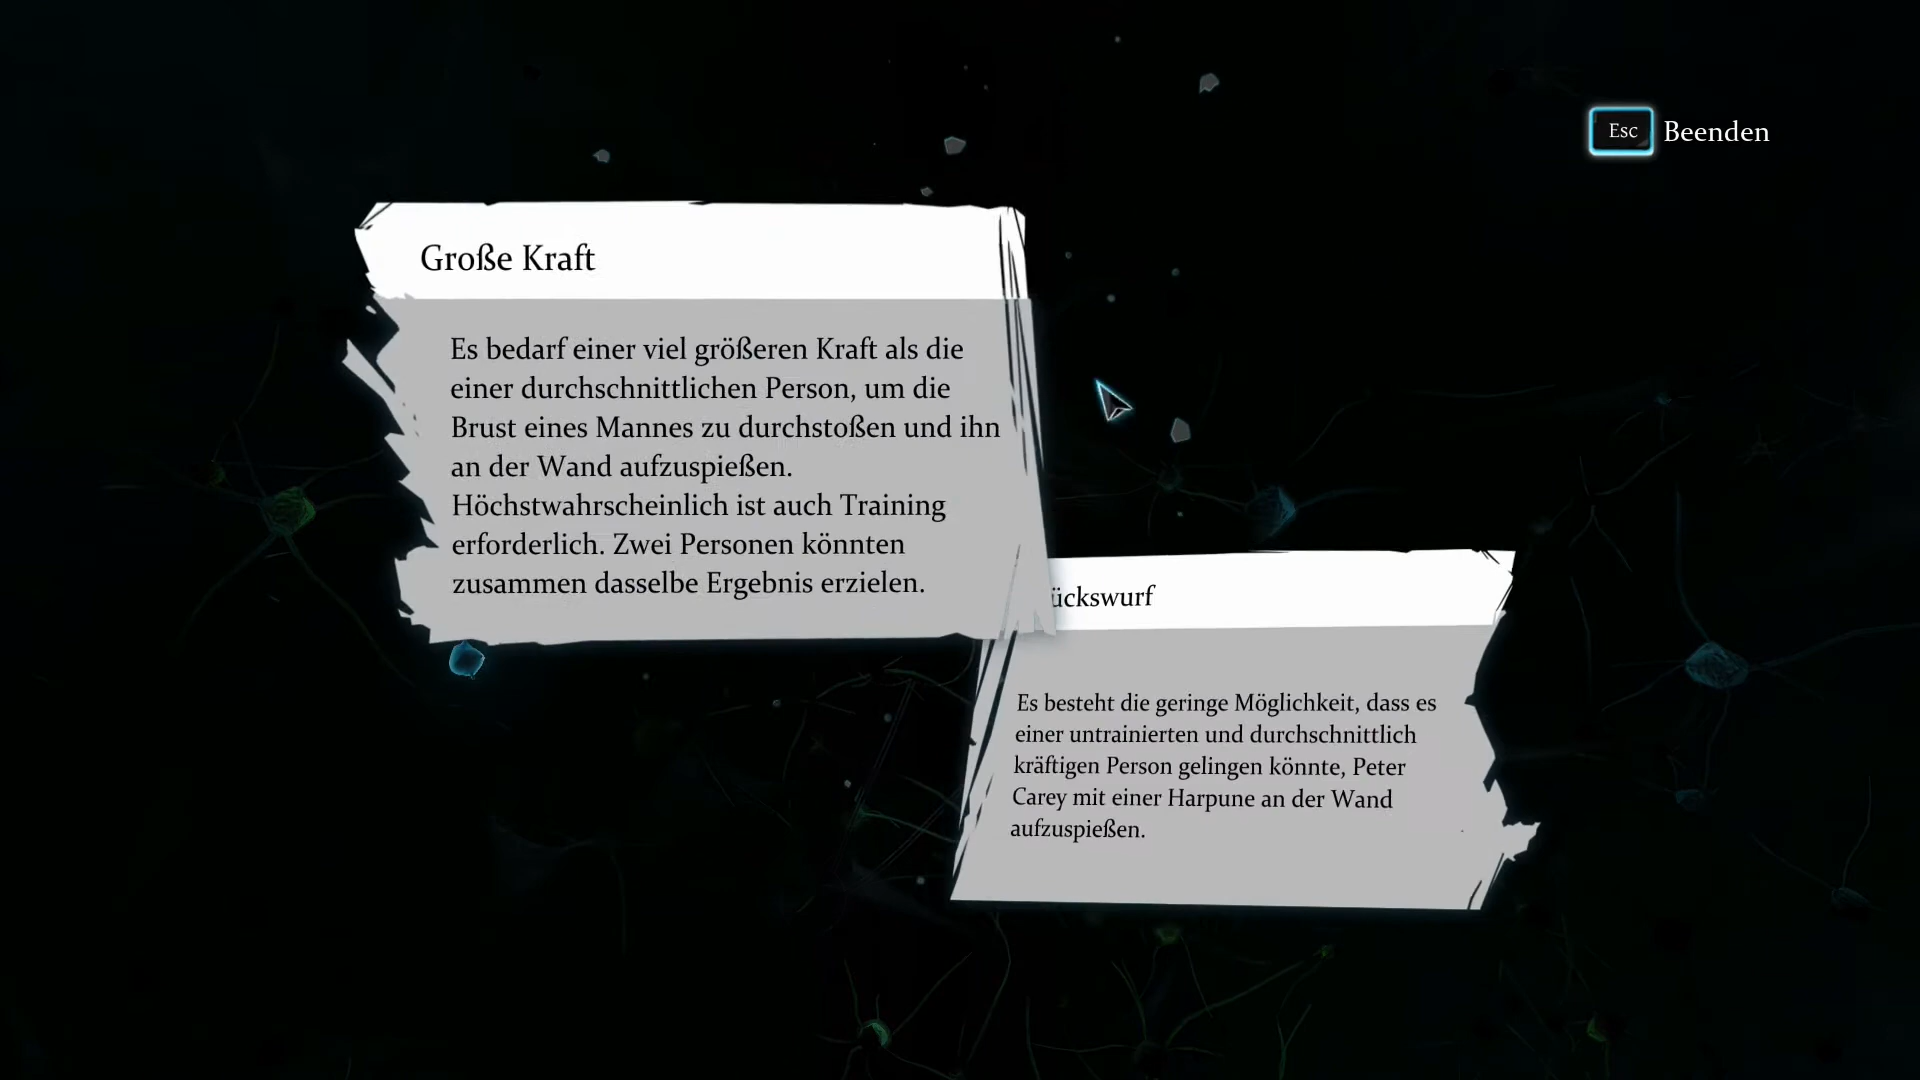 Esc Beenden
Große Kraft
Es bedarf einer viel größeren Kraft als die
einer durchschnittlichen Person, um die
Brust eines Mannes zu durchstoßen und ihn
an der Wand aufzuspießen.
Höchstwahrscheinlich ist auch Training
erforderlich. Zwei Personen könnten
zusammen dasselbe Ergebnis erzielen.
ückswurf
Es besteht die geringe Möglichkeit, dass es
einer untrainierten und durchschnittlich
kräftigen Person gelingen könnte, Peter
Carey mit einer Harpune an der Wand
aufzuspießen.